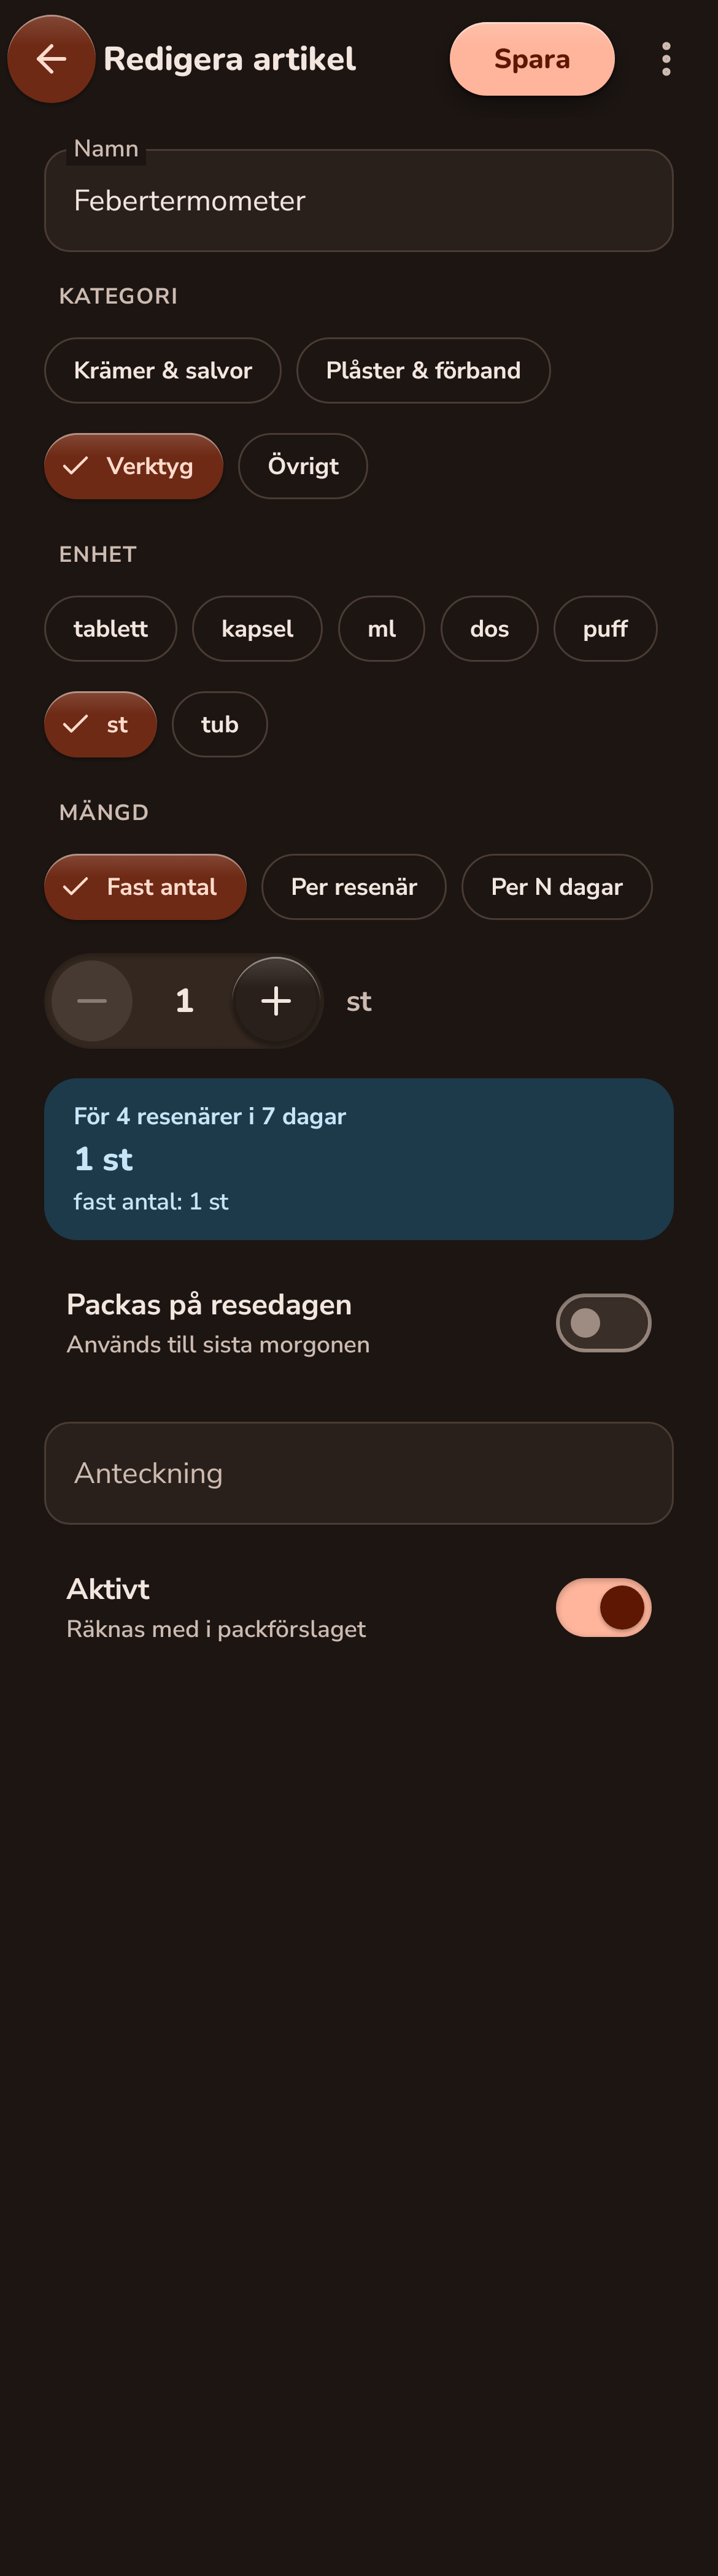 Redigera artikel
Spara
Namn
Febertermometer
KATEGORI
Krämer & salvor
Plåster & förband
Verktyg
Övrigt
ENHET
tablett
kapsel
ml
dos
puff
st
tub
MÄNGD
Fast antal
Per resenär
Per N dagar
1
st
För 4 resenärer i 7 dagar
1 st
fast antal: 1 st
Packas på resedagen
Används till sista morgonen
Anteckning
Aktivt
Räknas med i packförslaget